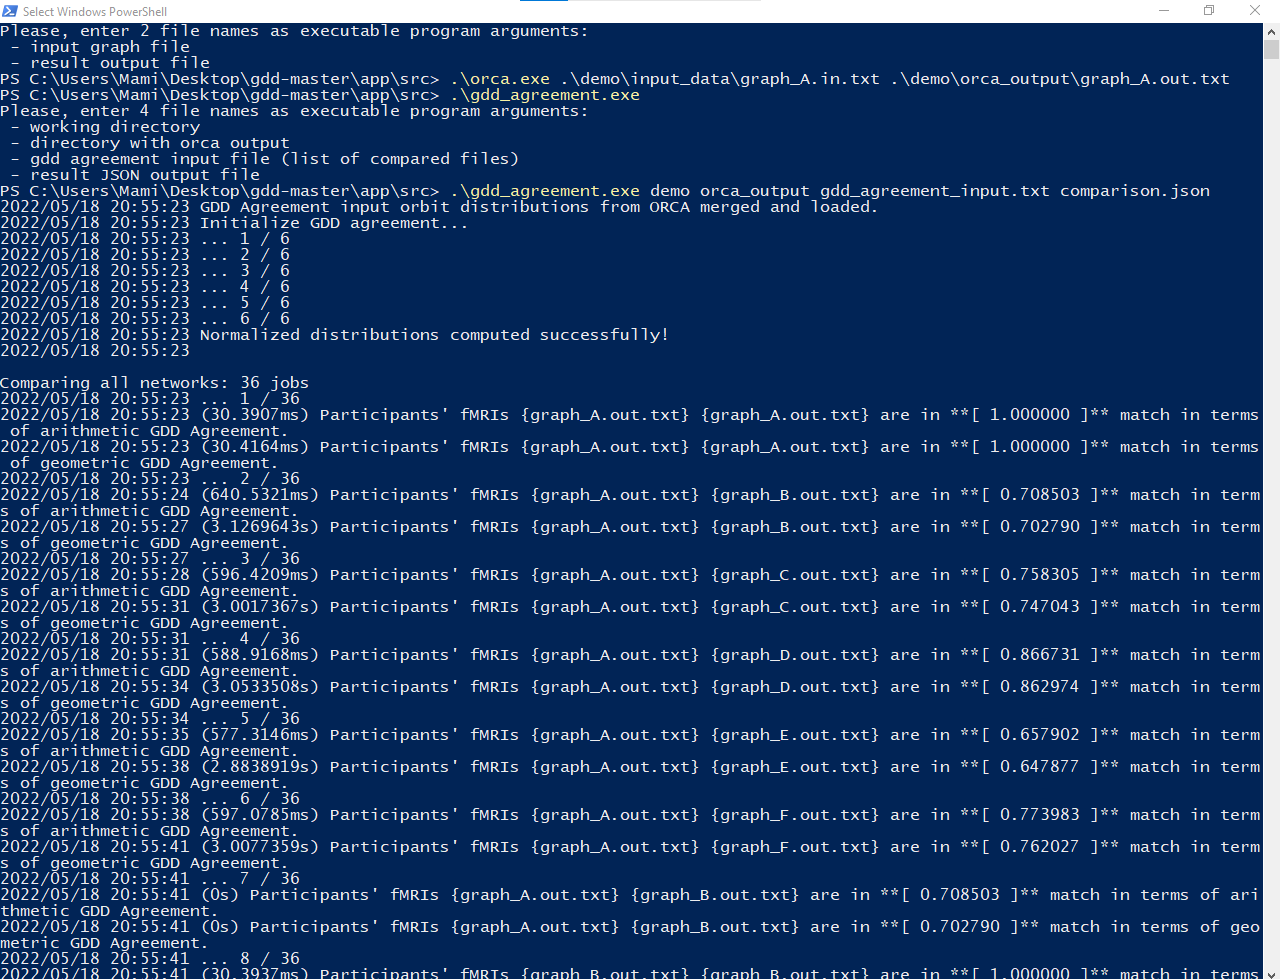 Select Windows PowerShell
Please, enter 2 file names as executable program arguments:
 - input graph file
 - result output file
PS C:\Users\Mami\Desktop\gdd-master\app\src> .\orca.exe .\demo\input_data\graph_A.in.txt .\demo\orca_output\graph_A.out.txt
PS C:\Users\Mami\Desktop\gdd-master\app\src> .\gdd_agreement.exe
Please, enter 4 file names as executable program arguments:
 - working directory
 - directory with orca output
 - gdd agreement input file (list of compared files)
 - result JSON output file
PS C:\Users\Mami\Desktop\gdd-master\app\src> .\gdd_agreement.exe demo orca_output gdd_agreement_input.txt comparison.json
2022/05/18 20:55:23 GDD Agreement input orbit distributions from ORCA merged and loaded.
2022/05/18 20:55:23 Initialize GDD agreement...
2022/05/18 20:55:23 ... 1 / 6
2022/05/18 20:55:23 ... 2 / 6
2022/05/18 20:55:23 ... 3 / 6
2022/05/18 20:55:23 ... 4 / 6
2022/05/18 20:55:23 ... 5 / 6
2022/05/18 20:55:23 ... 6 / 6
2022/05/18 20:55:23 Normalized distributions computed successfully!
2022/05/18 20:55:23
Comparing all networks: 36 jobs
2022/05/18 20:55:23 ... 1 / 36
2022/05/18 20:55:23 (30.3907ms) Participants' fMRIs {graph_A.out.txt} {graph_A.out.txt} are in **[ 1.000000 ]** match in terms
 of arithmetic GDD Agreement.
2022/05/18 20:55:23 (30.4164ms) Participants' fMRIs {graph_A.out.txt} {graph_A.out.txt} are in **[ 1.000000 ]** match in terms
 of geometric GDD Agreement.
2022/05/18 20:55:23 ... 2 / 36
2022/05/18 20:55:24 (640.5321ms) Participants' fMRIs {graph_A.out.txt} {graph_B.out.txt} are in **[ 0.708503 ]** match in term
s of arithmetic GDD Agreement.
2022/05/18 20:55:27 (3.1269643s) Participants' fMRIs {graph_A.out.txt} {graph_B.out.txt} are in **[ 0.702790 ]** match in term
s of geometric GDD Agreement.
2022/05/18 20:55:27 ... 3 / 36
2022/05/18 20:55:28 (596.4209ms) Participants' fMRIs {graph_A.out.txt} {graph_C.out.txt} are in **[ 0.758305 ]** match in term
s of arithmetic GDD Agreement.
2022/05/18 20:55:31 (3.0017367s) Participants' fMRIs {graph_A.out.txt} {graph_C.out.txt} are in **[ 0.747043 ]** match in term
s of geometric GDD Agreement.
2022/05/18 20:55:31 ... 4 / 36
2022/05/18 20:55:31 (588.9168ms) Participants' fMRIs {graph_A.out.txt} {graph_D.out.txt} are in **[ 0.866731 ]** match in term
s of arithmetic GDD Agreement.
2022/05/18 20:55:34 (3.0533508s) Participants' fMRIs {graph_A.out.txt} {graph_D.out.txt} are in **[ 0.862974 ]** match in term
s of geometric GDD Agreement.
2022/05/18 20:55:34 ... 5 / 36
2022/05/18 20:55:35 (577.3146ms) Participants' fMRIs {graph_A.out.txt} {graph_E.out.txt} are in **[ 0.657902 ]** match in term
s of arithmetic GDD Agreement.
2022/05/18 20:55:38 (2.8838919s) Participants' fMRIs {graph_A.out.txt} {graph_E.out.txt} are in **[ 0.647877 ]** match in term
s of geometric GDD Agreement.
2022/05/18 20:55:38 ... 6 / 36
2022/05/18 20:55:38 (597.0785ms) Participants' fMRIs {graph_A.out.txt} {graph_F.out.txt} are in **[ 0.773983 ]** match in term
s of arithmetic GDD Agreement.
2022/05/18 20:55:41 (3.0077359s) Participants' fMRIs {graph_A.out.txt} {graph_F.out.txt} are in **[ 0.762027 ]** match in term
s of geometric GDD Agreement.
2022/05/18 20:55:41 ... 7 / 36
2022/05/18 20:55:41 (0s) Participants' fMRIs {graph_A.out.txt} {graph_B.out.txt} are in **[ 0.708503 ]** match in terms of ari
thmetic GDD Agreement.
2022/05/18 20:55:41 (0s) Participants' fMRIs {graph_A.out.txt} {graph_B.out.txt} are in **[ 0.702790 ]** match in terms of geo
metric GDD Agreement.
2022/05/18 20:55:41 ... 8 / 36
2022/05/18 20:55:41 (30.3937ms) Participants' fMRIs {graph_B.out.txt} {graph_B.out.txt} are in **[ 1.000000 ]** match in terms